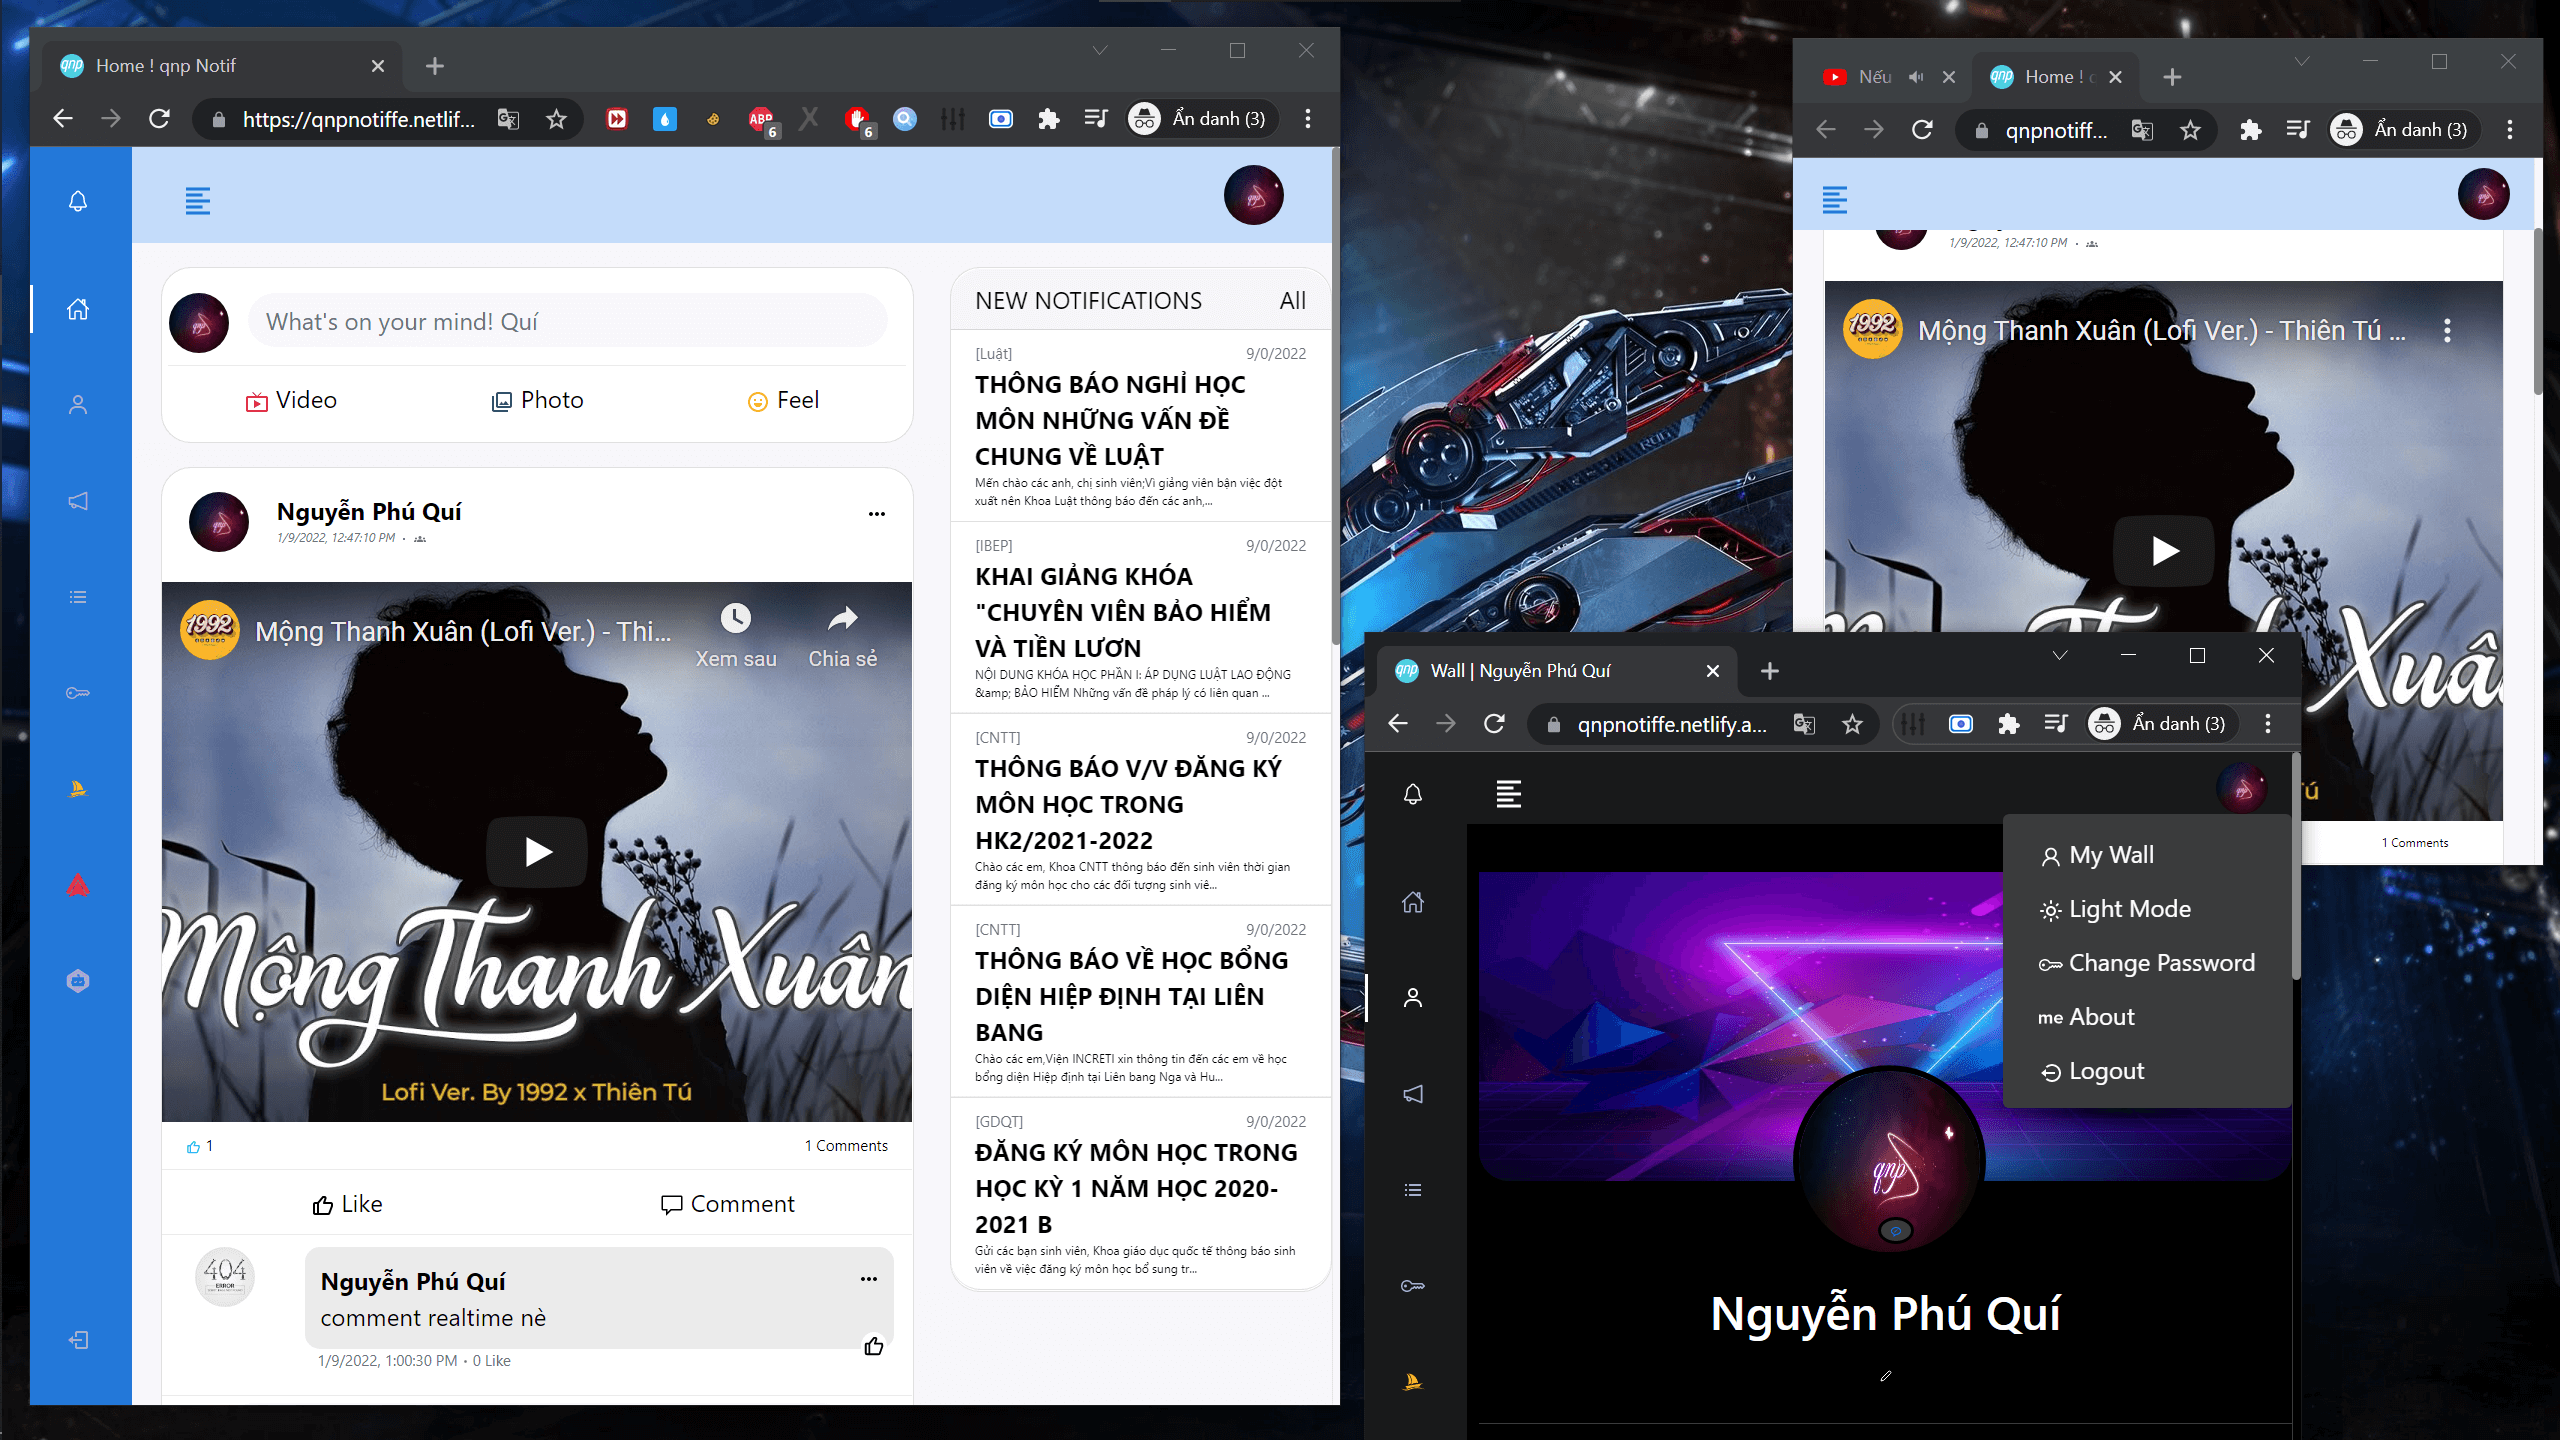 Home ! qnp Notif
https://qnpnotiffe.netlif...
ABP
6
6
Ẩn danh (3)
What's on your mind! Quí
Video
Photo
Feel
Nguyễn Phú Quí
1/9/2022, 12:47:10 PM
1992
Mộng Thanh Xuân (Lofi Ver.) - Thi...
Xem sau
Chia sẻ
Mộng Thanh Xuân
Lofi Ver. By 1992 x Thiên Tú
1
1 Comments
Like
Comment
404
ERROR
Nguyễn Phú Quí
comment realtime nè
1/9/2022, 1:00:30 PM • 0 Like
NEW NOTIFICATIONS
All
[Luật]
9/0/2022
THÔNG BÁO NGHỈ HỌC
MÔN NHỮNG VẤN ĐỀ
CHUNG VỀ LUẬT
Mến chào các anh, chị sinh viên;Vì giảng viên bận việc đột
xuất nên Khoa Luật thông báo đến các anh,...
[IBEP]
9/0/2022
KHAI GIẢNG KHÓA
"CHUYÊN VIÊN BẢO HIỂM
VÀ TIỀN LƯƠN
NỘI DUNG KHÓA HỌC PHẦN I: ÁP DỤNG LUẬT LAO ĐỘNG
&amp; BẢO HIỂM Những vấn đề pháp lý có liên quan ...
[CNTT]
9/0/2022
THÔNG BÁO V/V ĐĂNG KÝ
MÔN HỌC TRONG
HK2/2021-2022
Chào các em, Khoa CNTT thông báo đến sinh viên thời gian
đăng ký môn học cho các đối tượng sinh viê...
[CNTT]
9/0/2022
THÔNG BÁO VỀ HỌC BỔNG
DIỆN HIỆP ĐỊNH TẠI LIÊN
BANG
Chào các em,Viện INCRETI xin thông tin đến các em về học
bổng diện Hiệp định tại Liên bang Nga và Hu...
[GDQT]
9/0/2022
ĐĂNG KÝ MÔN HỌC TRONG
HỌC KỲ 1 NĂM HỌC 2020-
2021 B
Gửi các bạn sinh viên, Khoa giáo dục quốc tế thông báo sinh
viên về việc đăng ký môn học bổ sung tr...
Nếu
Home ! q
qnpnotiff...
Ẩn danh (3)
1/9/2022, 12:47:10 PM
1992
Mộng Thanh Xuân (Lofi Ver.) - Thiên Tú ...
Xuâ
Tú
1 Comments
Wall | Nguyễn Phú Quí
qnpnotiffe.netlify.a...
Ẩn danh (3)
My Wall
Light Mode
Change Password
me About
Logout
qnp
Nguyễn Phú Quí